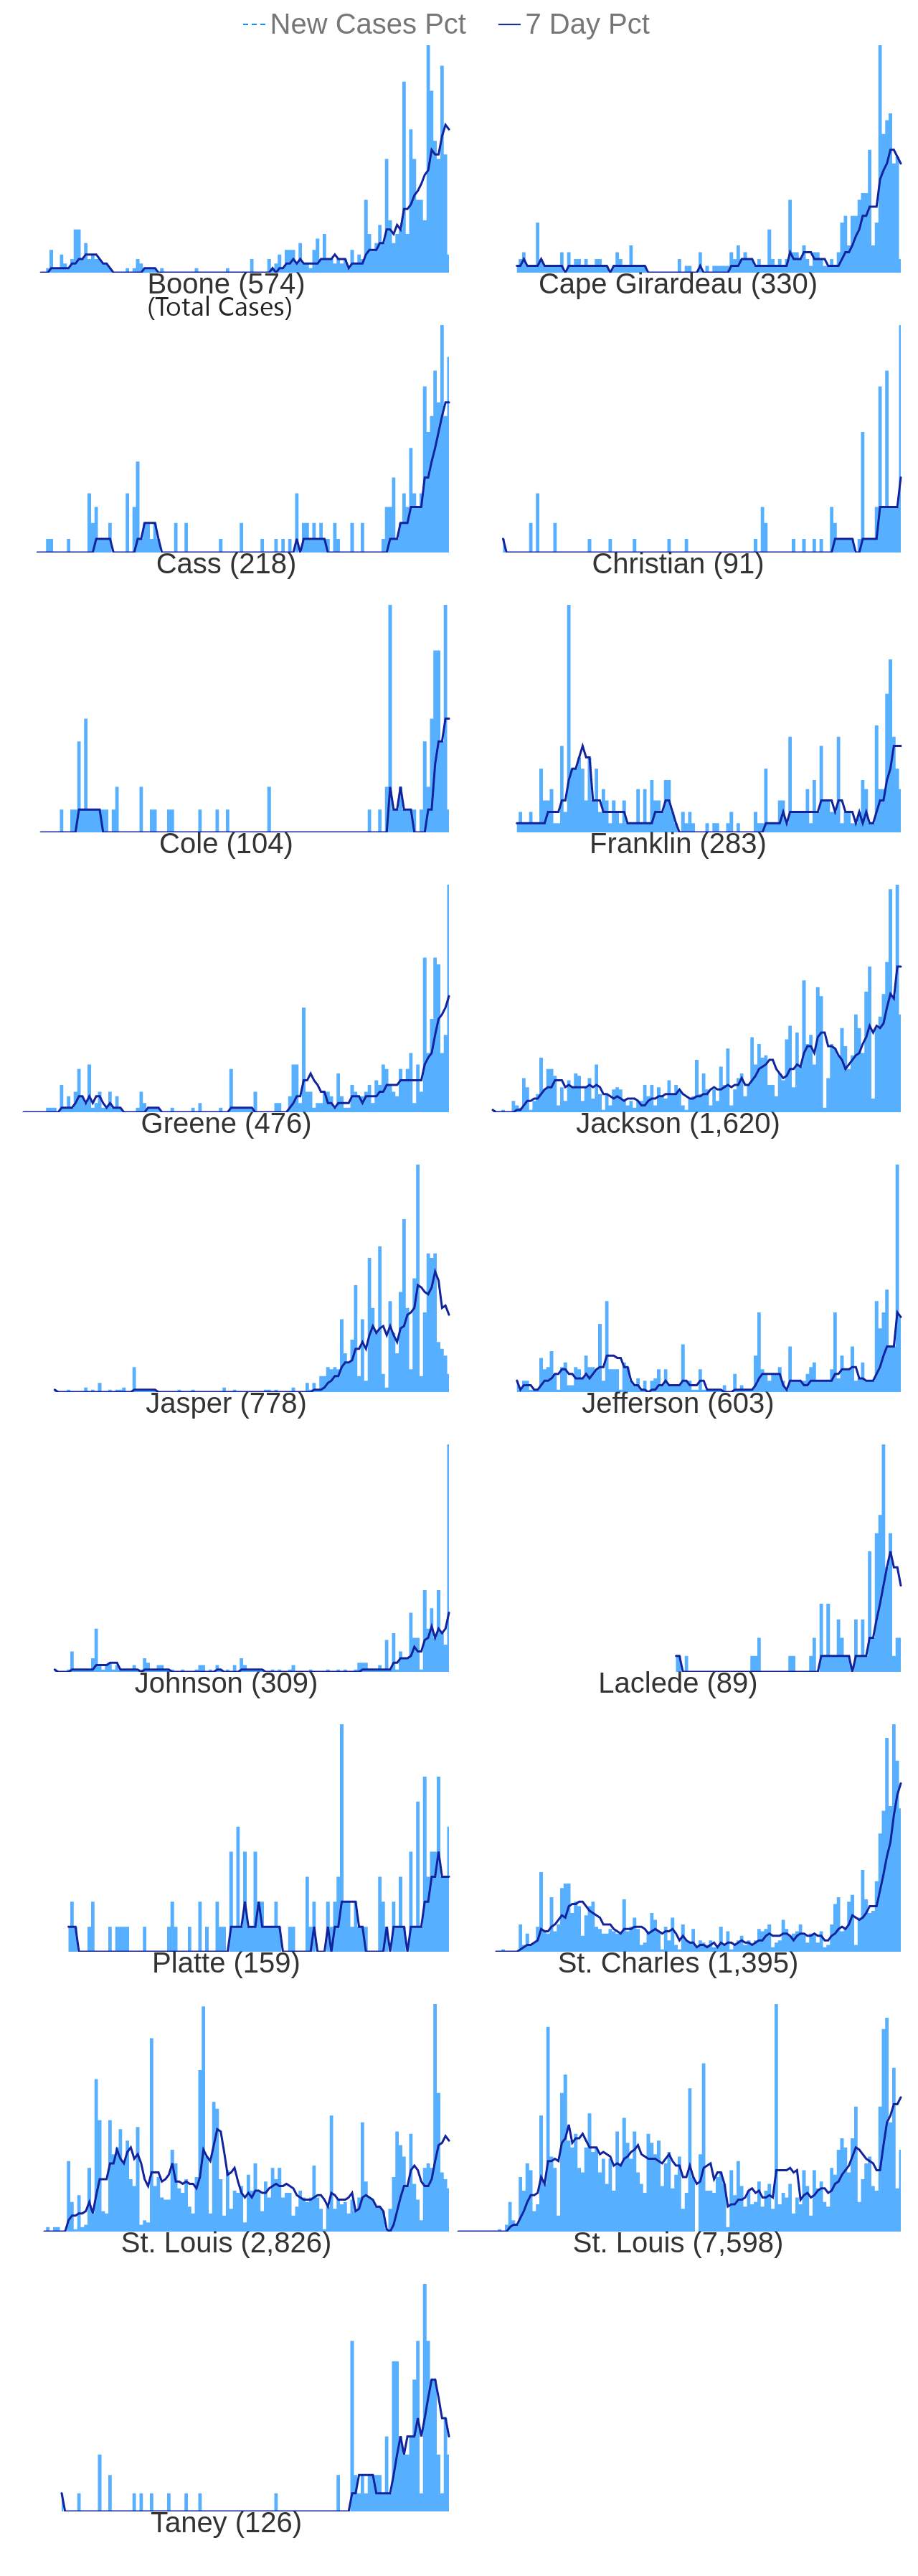 New Cases Pct 7 Day Pct
Boone (574) Cape Girardeau (330)
(Total Cases)
Cass (218) Christian (91)
Cole (104) Franklin (283)
Greene (476) Jackson (1,620)
Jasper (778) Jefferson (603)
Johnson (309) Laclede (89)
Platte (159) St. Charles (1,395)
St. Louis (2,826) St. Louis (7,598)
Taney (126)